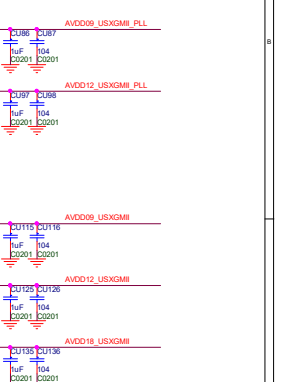 AVDD09_USXGMII_PLL
CU86 CU87
1uF 104
C0201 C0201
AVDD12_USXGMII_PLL
CU97 CU98
1uF 104
C0201 C0201
B
AVDD09_USXGMII
CU115 CU116
1uF 104
C0201 C0201
AVDD12_USXGMII
CU125 CU126
1uF 104
C0201 C0201
AVDD18_USXGMII
CU135 CU136
1uF 104
C0201 C0201